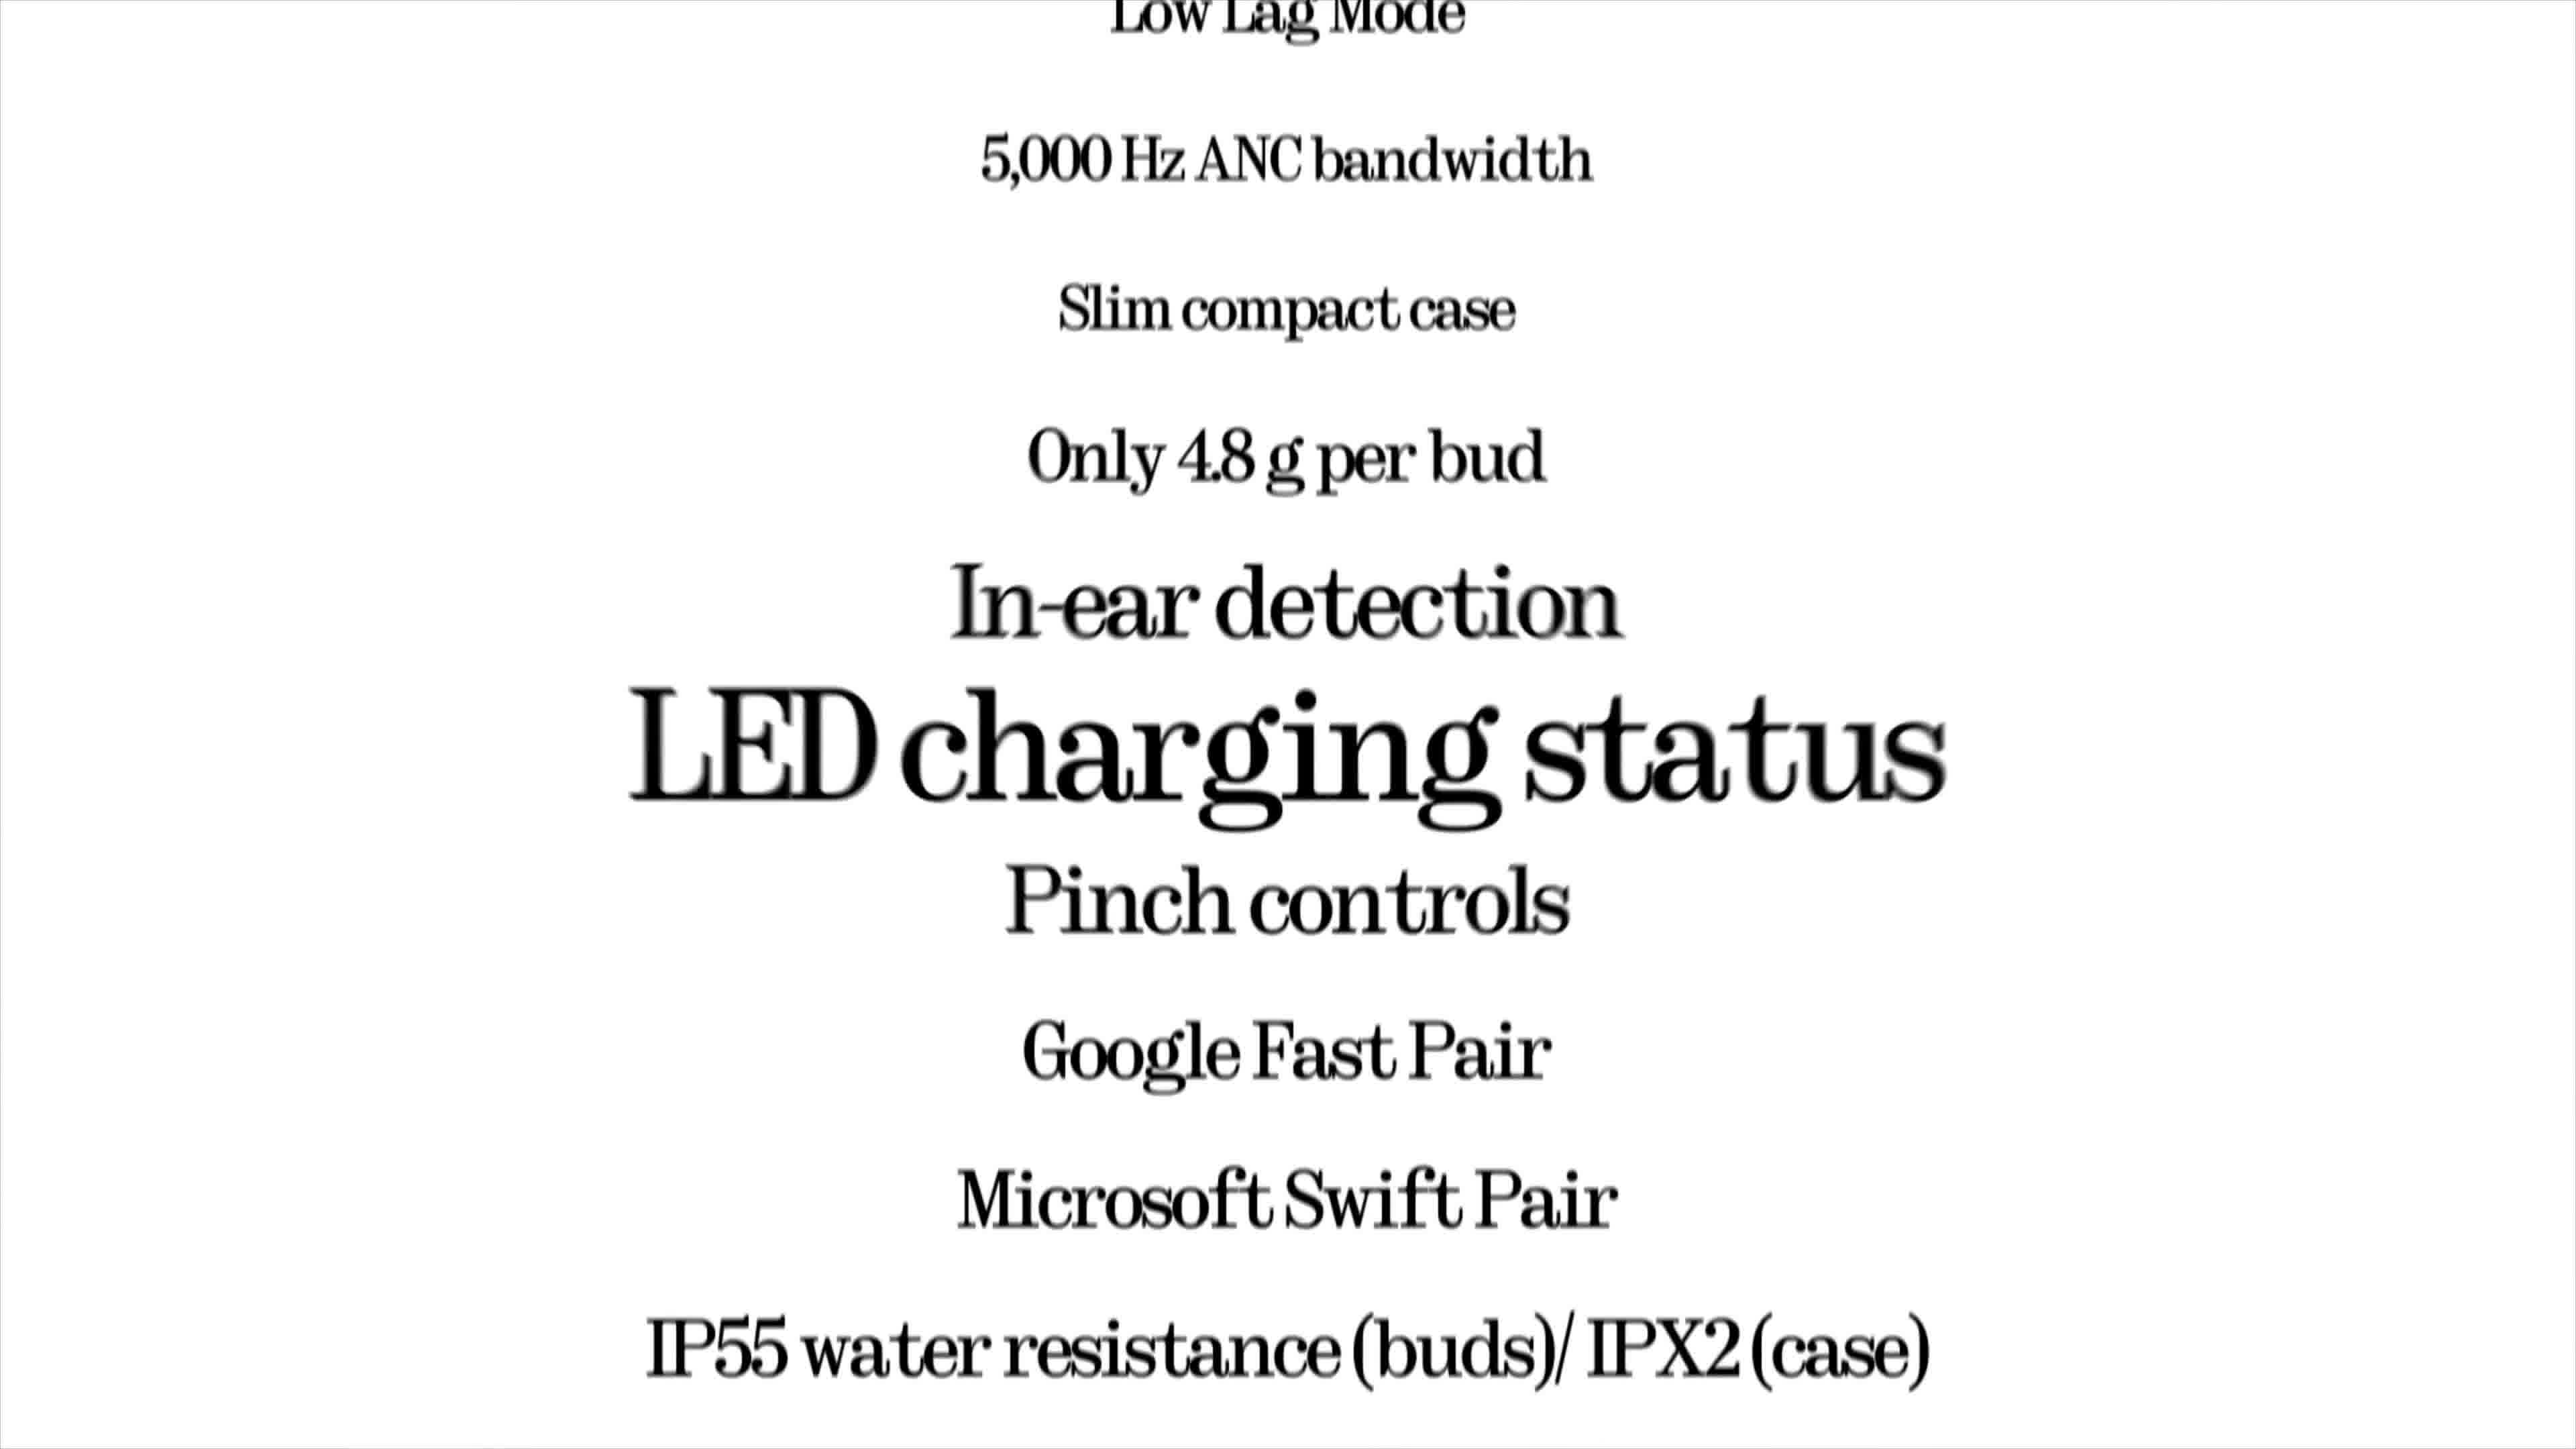 Low Lag Mode
5,000 Hz ANC bandwidth
Slim compact case
Only 4.8 g per bud
In-ear detection
LED charging status
Pinch controls
Google Fast Pair
Microsoft Swift Pair
IP55 water resistance (buds)/ IPX2 (case)